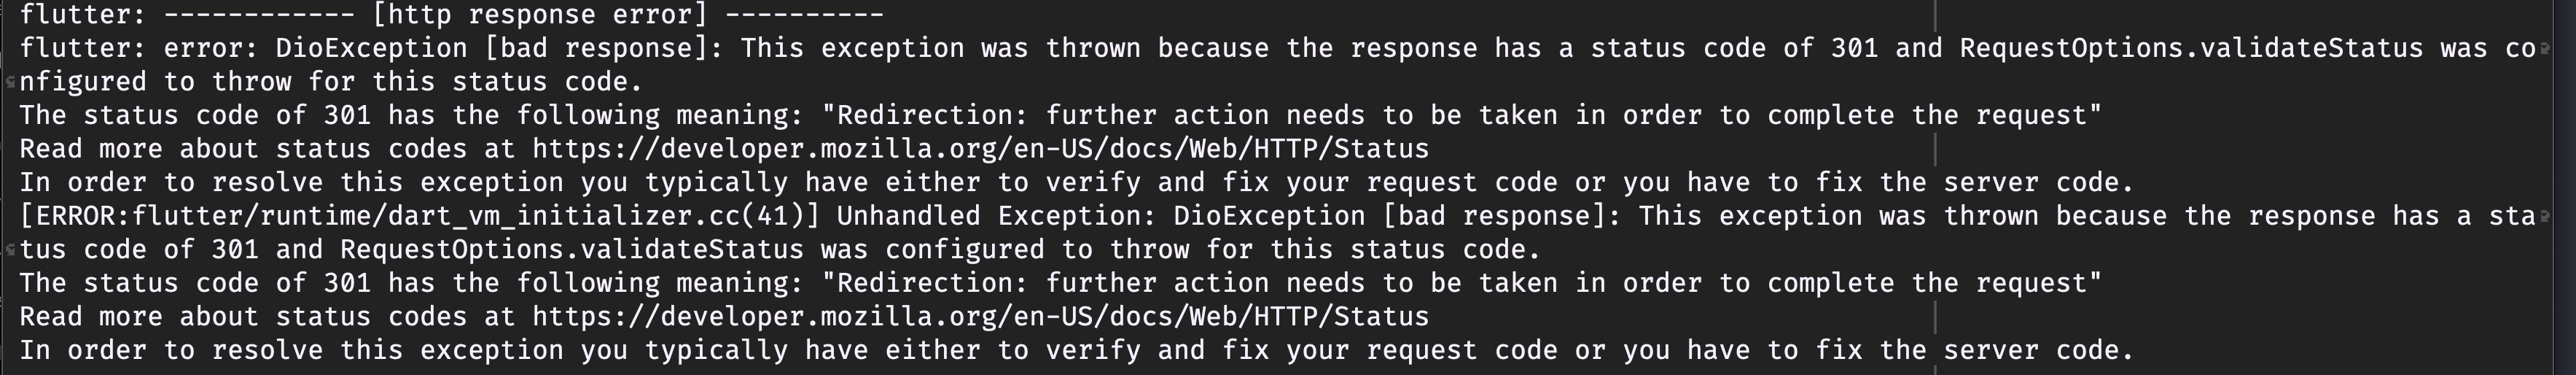 flutter: ------------ [http response error] ----------
flutter: error: DioException [bad response]: This exception was thrown because the response has a status code of 301 and RequestOptions.validateStatus was co
nfigured to throw for this status code.
The status code of 301 has the following meaning: "Redirection: further action needs to be taken in order to complete the request"
Read more about status codes at https://developer.mozilla.org/en-US/docs/Web/HTTP/Status
In order to resolve this exception you typically have either to verify and fix your request code or you have to fix the server code.
[ERROR:flutter/runtime/dart_vm_initializer.cc(41)] Unhandled Exception: DioException [bad response]: This exception was thrown because the response has a sta
tus code of 301 and RequestOptions.validateStatus was configured to throw for this status code.
The status code of 301 has the following meaning: "Redirection: further action needs to be taken in order to complete the request"
Read more about status codes at https://developer.mozilla.org/en-US/docs/Web/HTTP/Status
In order to resolve this exception you typically have either to verify and fix your request code or you have to fix the server code.